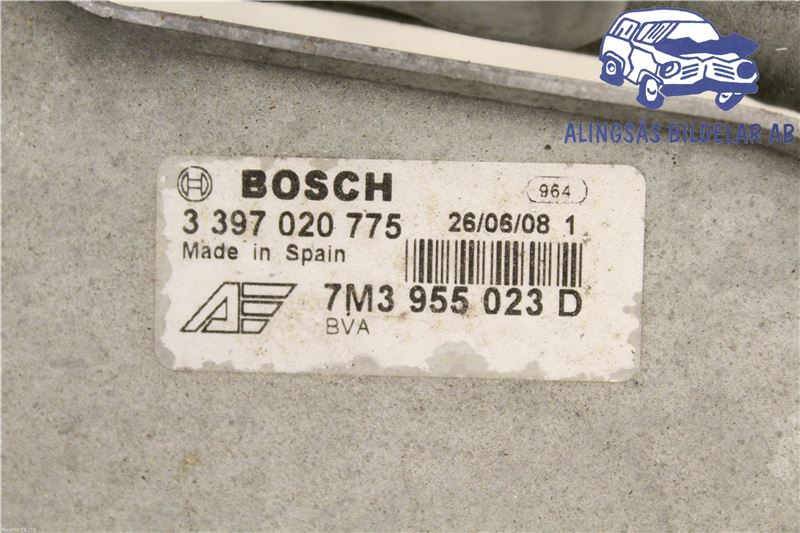 ALINGSÅS BILDELAR AB
BOSCH 964
3 397 020 775 26/06/08 1
Made in Spain
7M3 955 023 D
BVA